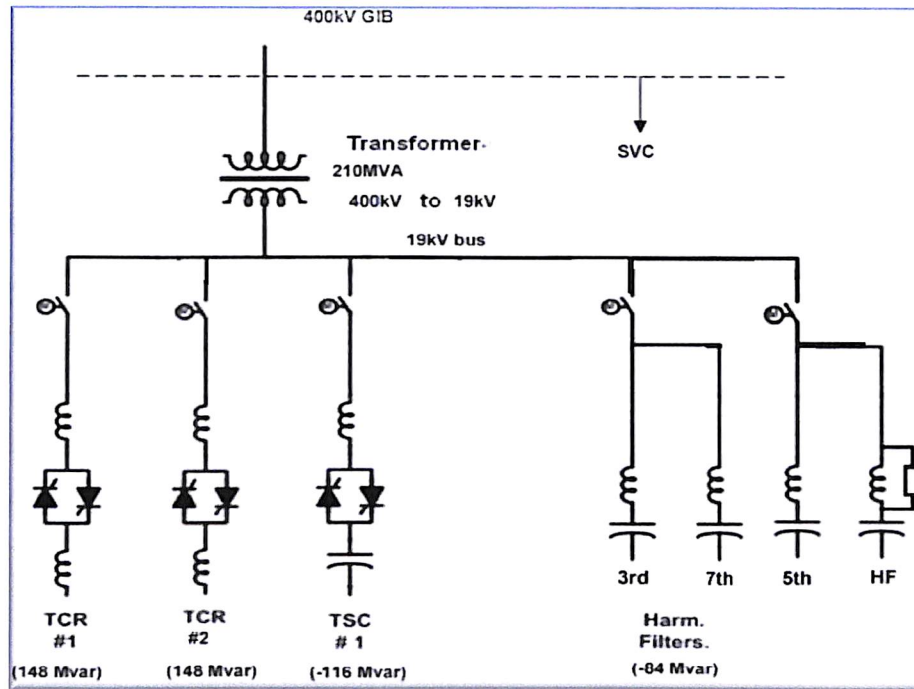 400kV GIB
SVC
Transformer.
210MVA
400kV to 19kV
19kV bus
3rd
7th
5th
HF
TCR
#1
(148 Mvar)
TCR
#2
(148 Mvar)
TSC
# 1
(-116 Mvar)
Harm.
Filters.
(-84 Mvar)